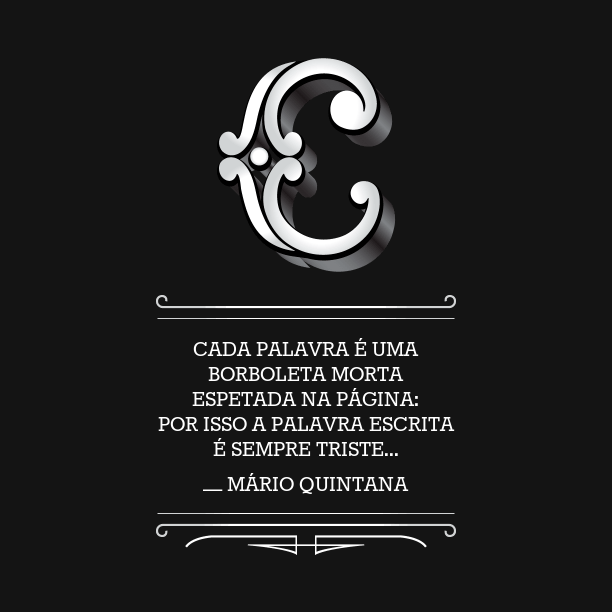 C
CADA PALAVRA É UMA
BORBOLETA MORTA
ESPETADA NA PÁGINA:
POR ISSO A PALAVRA ESCRITA
É SEMPRE TRISTE...
— MÁRIO QUINTANA